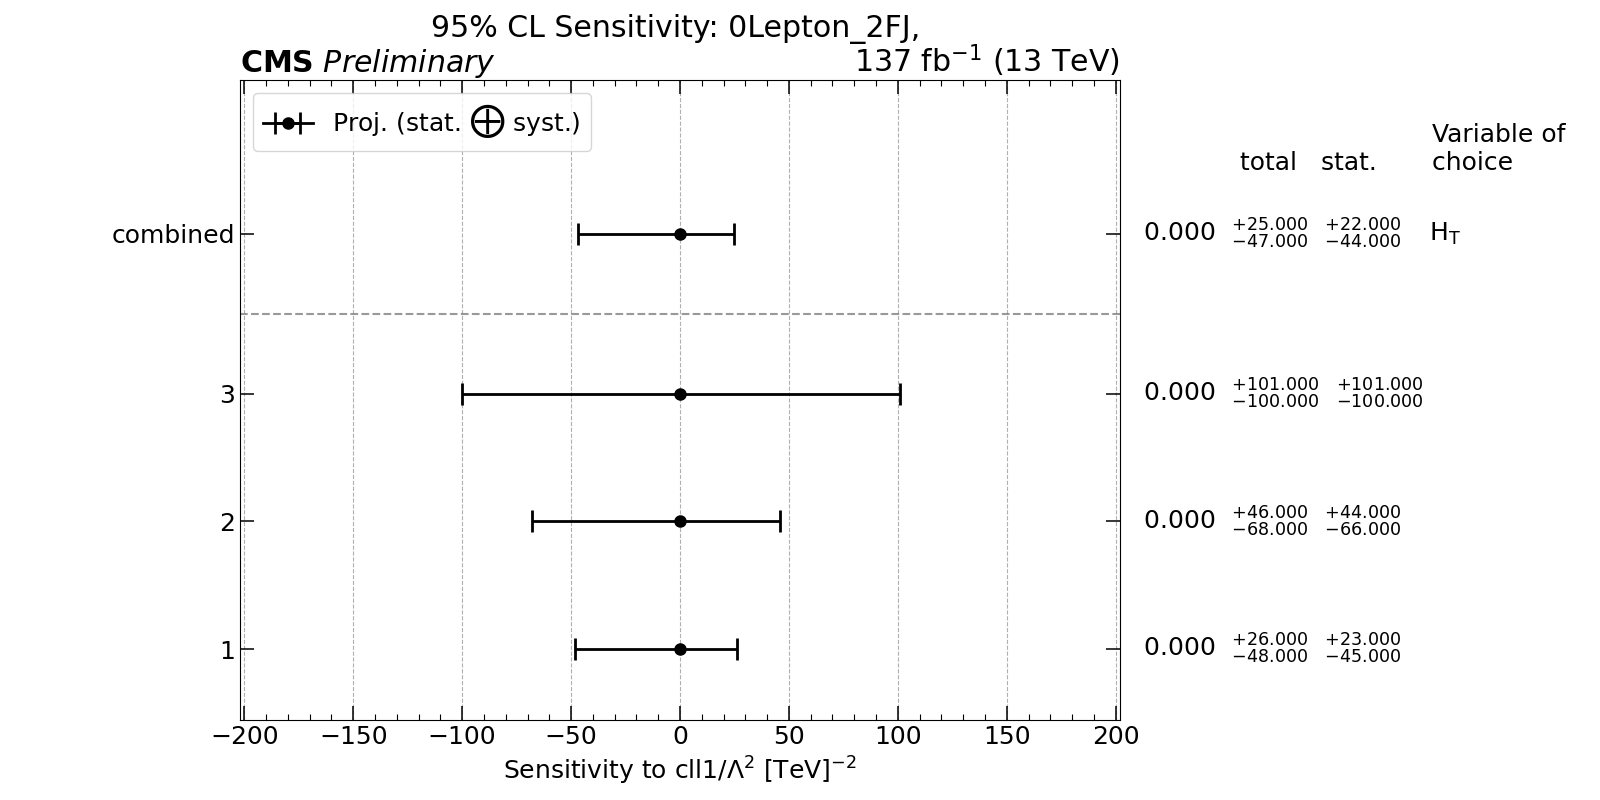 95% CL Sensitivity: 0Lepton_2FJ,
CMS Preliminary 137 fb⁻¹ (13 TeV)
Proj. (stat. ⊕ syst.)
Variable of
total stat. choice
combined 0.000 +25.000 −47.000 +22.000 −44.000 H_T
3 0.000 +101.000 −100.000 +101.000 −100.000
2 0.000 +46.000 −68.000 +44.000 −66.000
1 0.000 +26.000 −48.000 +23.000 −45.000
−200 −150 −100 −50 0 50 100 150 200
Sensitivity to cll1/Λ² [TeV]⁻²